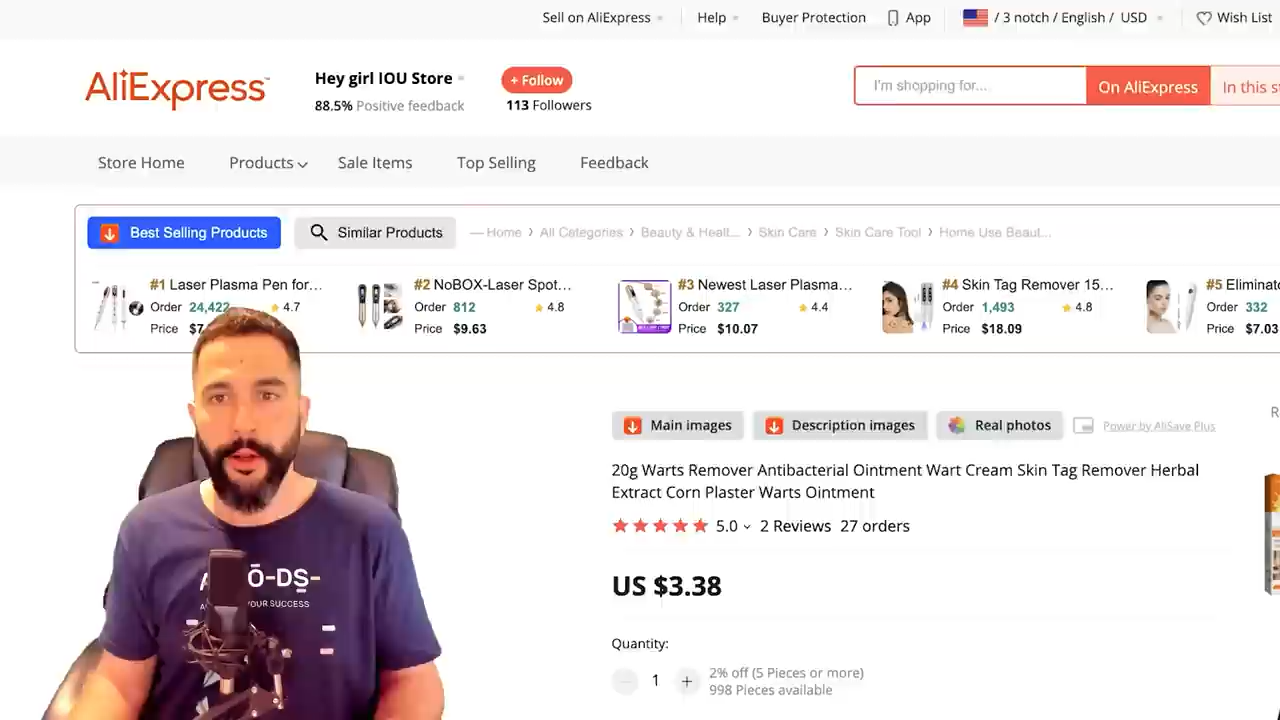 Sell on AliExpress
Help
Buyer Protection
App
/ 3 notch / English / USD
Wish List
AliExpress
Hey girl IOU Store
88.5% Positive feedback
+ Follow
113 Followers
I'm shopping for...
On AliExpress
In this
Store Home
Products
Sale Items
Top Selling
Feedback
Best Selling Products
Similar Products
— Home > All Categories > Beauty & Healt... > Skin Care > Skin Care Tool > Home Use Beaut...
#1 Laser Plasma Pen for...
Order 24,422 4.7
Price $7.
#2 NoBOX-Laser Spot...
Order 812 4.8
Price $9.63
#3 Newest Laser Plasma...
Order 327 4.4
Price $10.07
#4 Skin Tag Remover 15...
Order 1,493 4.8
Price $18.09
#5 Eliminat
Order 332
Price $7.03
Main images
Description images
Real photos
Power by AliSave Plus
20g Warts Remover Antibacterial Ointment Wart Cream Skin Tag Remover Herbal
Extract Corn Plaster Warts Ointment
5.0 2 Reviews 27 orders
US $3.38
Quantity:
1
2% off (5 Pieces or more)
998 Pieces available
YOUR SUCCESS